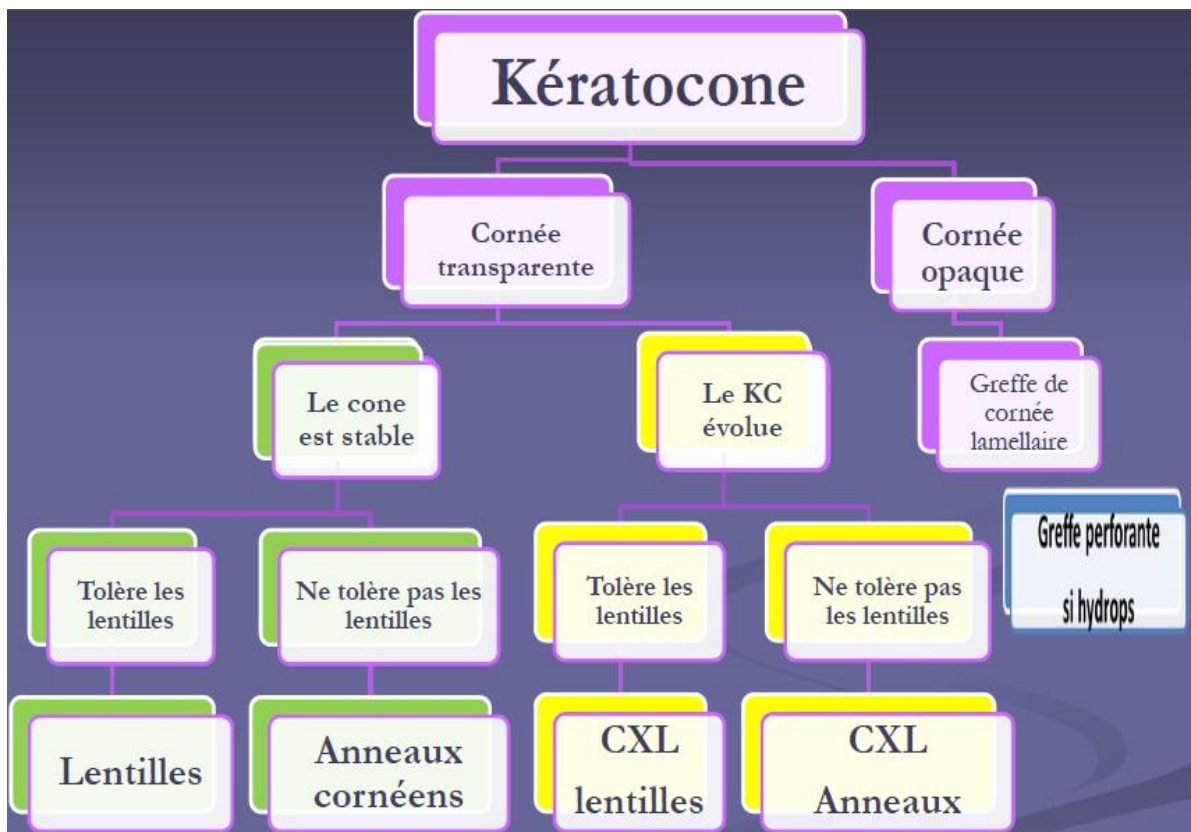 Kératocone
Cornée
transparente
Cornée
opaque
Le cone
est stable
Le KC
évolue
Greffe de
cornée
lamellaire
Greffe perforante
si hydrops
Tolère les
lentilles
Ne tolère pas les
lentilles
Tolère les
lentilles
Ne tolère pas
les lentilles
Lentilles
Anneaux
cornéens
CXL
lentilles
CXL
Anneaux